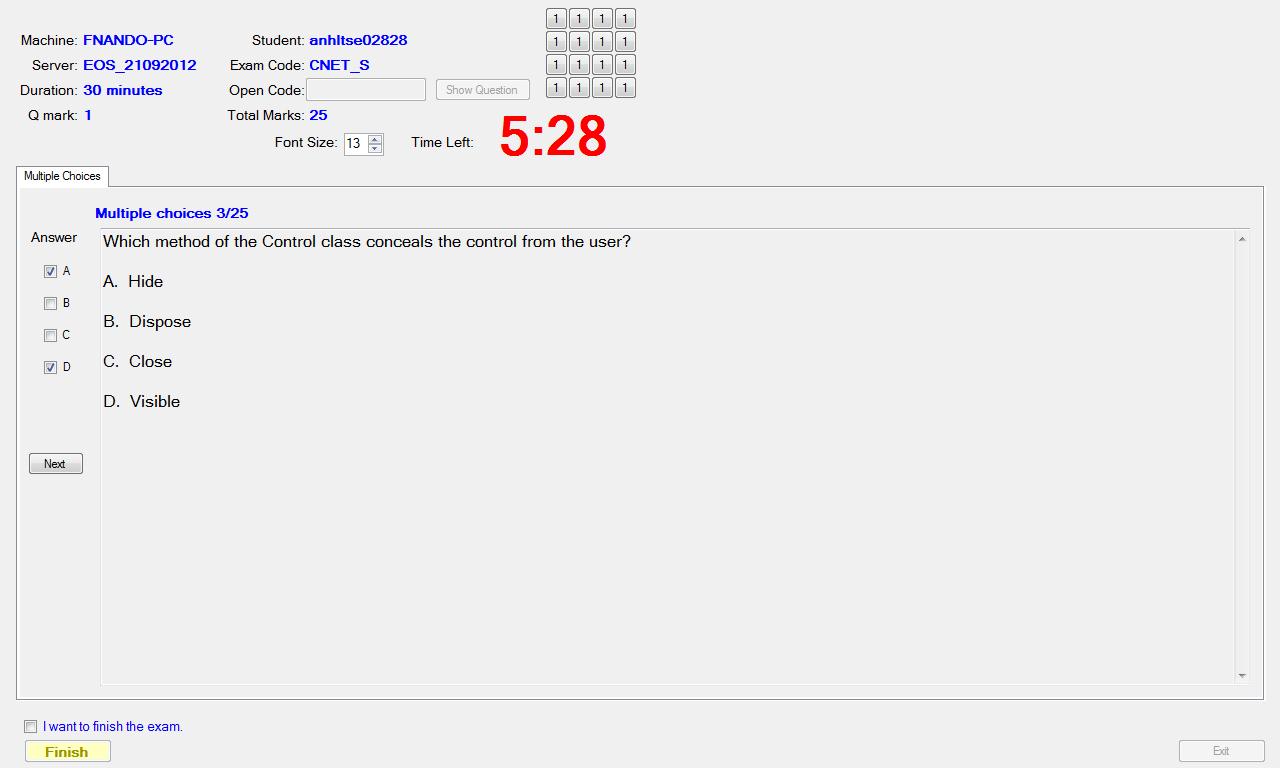 Machine: FNANDO-PC Student: anhltse02828
Server: EOS_21092012 Exam Code: CNET_S
Duration: 30 minutes Open Code: Show Question
Q mark: 1 Total Marks: 25
Font Size: 13 Time Left: 5:28
1 1 1 1
1 1 1 1
1 1 1 1
1 1 1 1
Multiple Choices
Multiple choices 3/25
Answer
A
B
C
D
Next
Which method of the Control class conceals the control from the user?
A. Hide
B. Dispose
C. Close
D. Visible
I want to finish the exam.
Finish
Exit